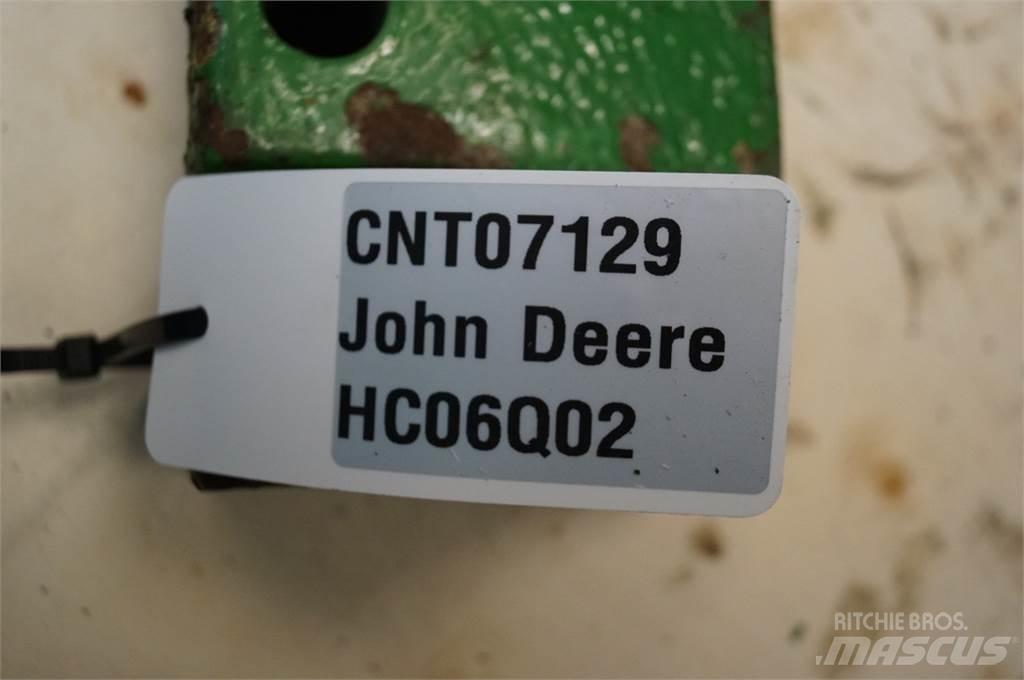 CNT07129
John Deere
HC06Q02
RITCHIE BROS.
MASCUS